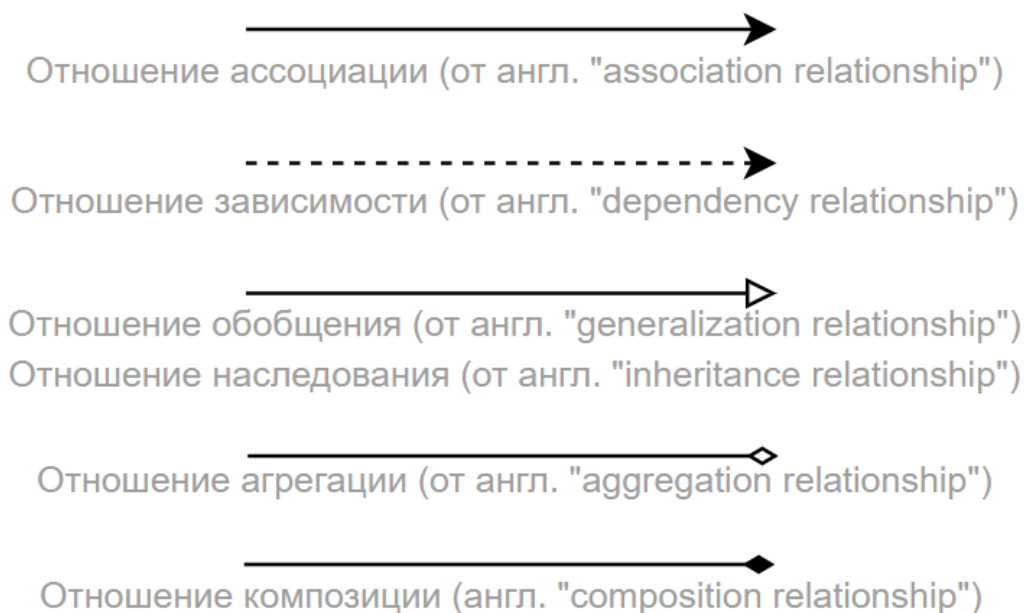 Отношение ассоциации (от англ. "association relationship")
Отношение зависимости (от англ. "dependency relationship")
Отношение обобщения (от англ. "generalization relationship")
Отношение наследования (от англ. "inheritance relationship")
Отношение агрегации (от англ. "aggregation relationship")
Отношение композиции (англ. "composition relationship")